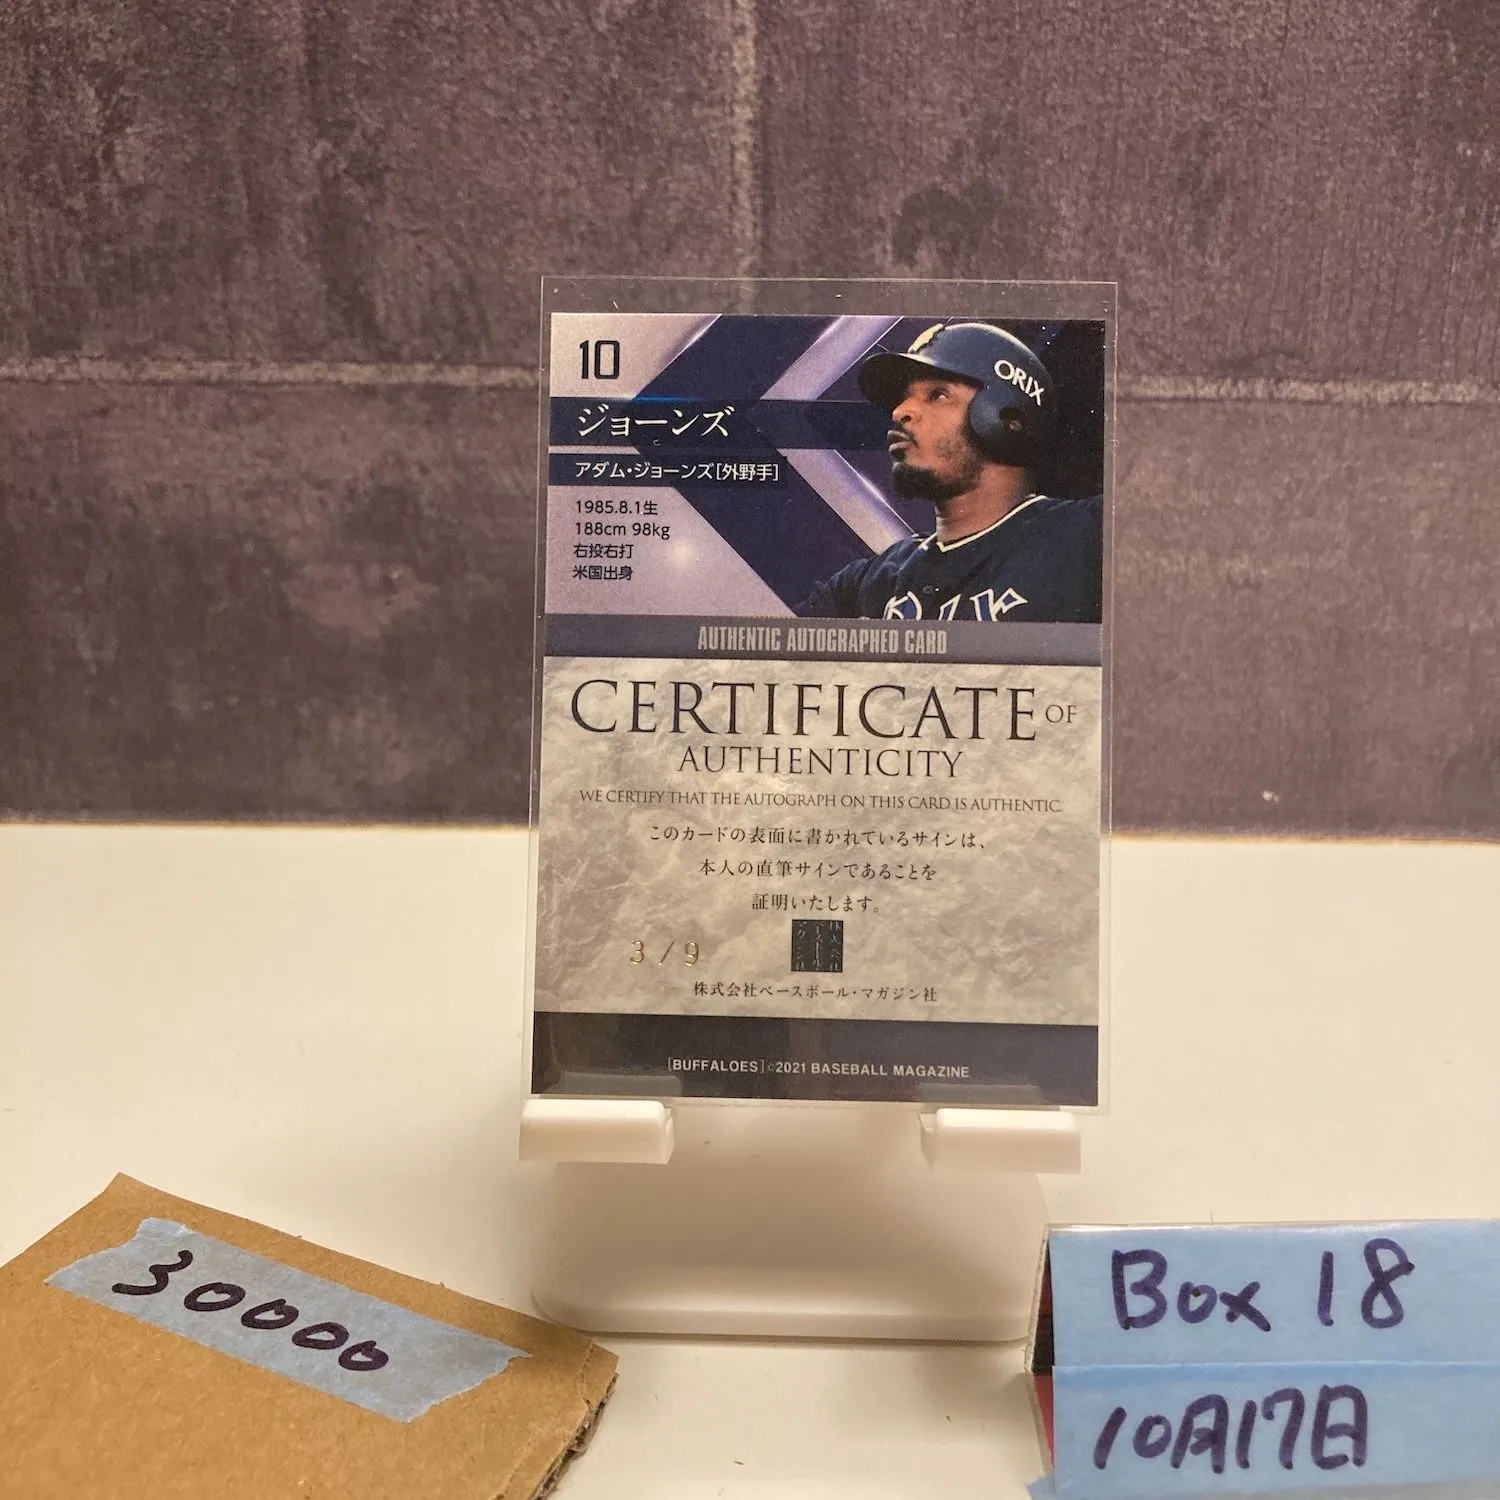 10
ORIX
ジョーンズ
アダム・ジョーンズ[外野手]
1985.8.1生
188cm 98kg
右投右打
米国出身
AUTHENTIC AUTOGRAPHED CARD
CERTIFICATE OF
AUTHENTICITY
WE CERTIFY THAT THE AUTOGRAPH ON THIS CARD IS AUTHENTIC.
このカードの表面に書かれているサインは、
本人の直筆サインであることを
証明いたします。
3/9
株式会社ベースボール・マガジン社
[BUFFALOES] ©2021 BASEBALL MAGAZINE
30000
Box 18
10月17日